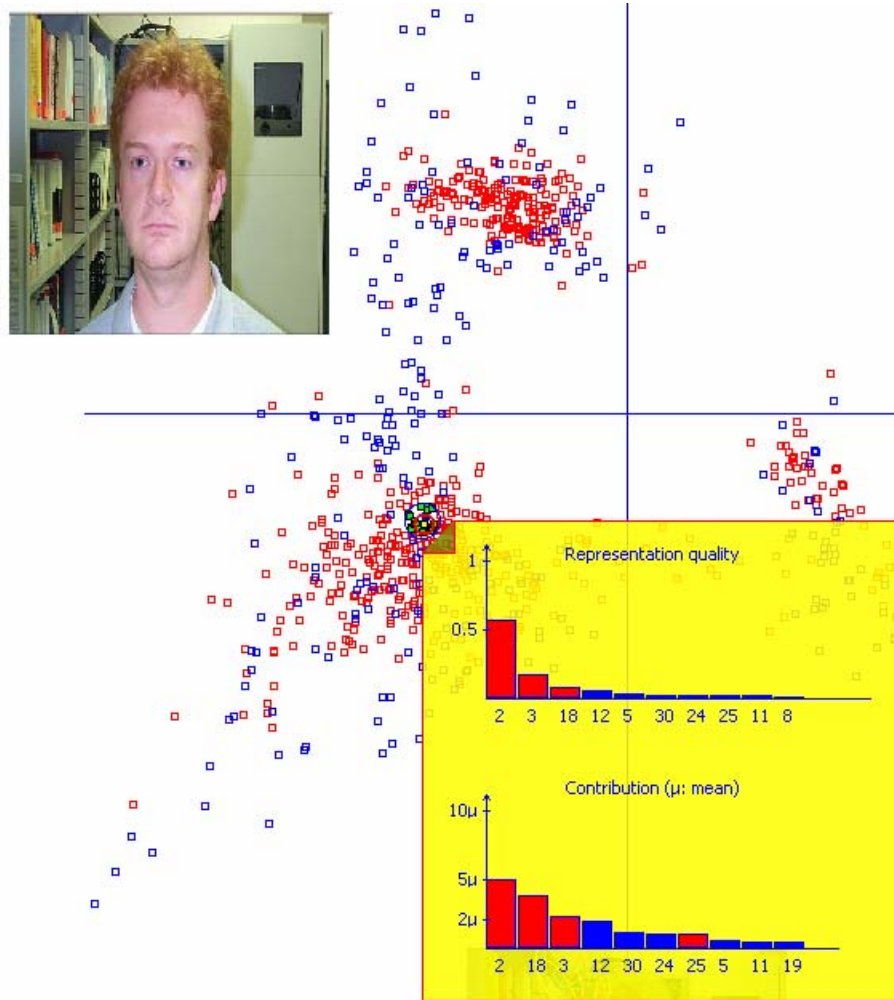 Representation quality
1
0.5
2 3 18 12 5 30 24 25 11 8
Contribution (µ: mean)
10µ
5µ
2µ
2 18 3 12 30 24 25 5 11 19